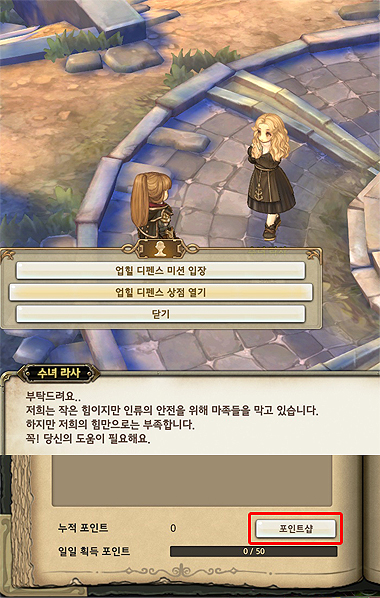 업힐 디펜스 미션 입장
업힐 디펜스 상점 열기
닫기
수녀 라사
부탁드려요..
저희는 작은 힘이지만 인류의 안전을 위해 마족들을 막고 있습니다.
하지만 저희의 힘만으로는 부족합니다.
꼭! 당신의 도움이 필요해요.
누적 포인트 0 포인트샵
일일 획득 포인트 0 / 50